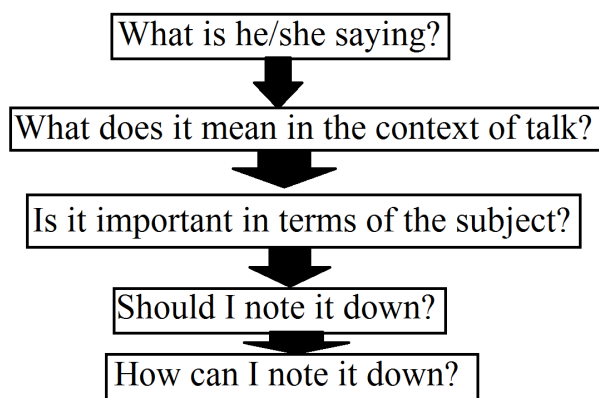 What is he/she saying?
What does it mean in the context of talk?
Is it important in terms of the subject?
Should I note it down?
How can I note it down?